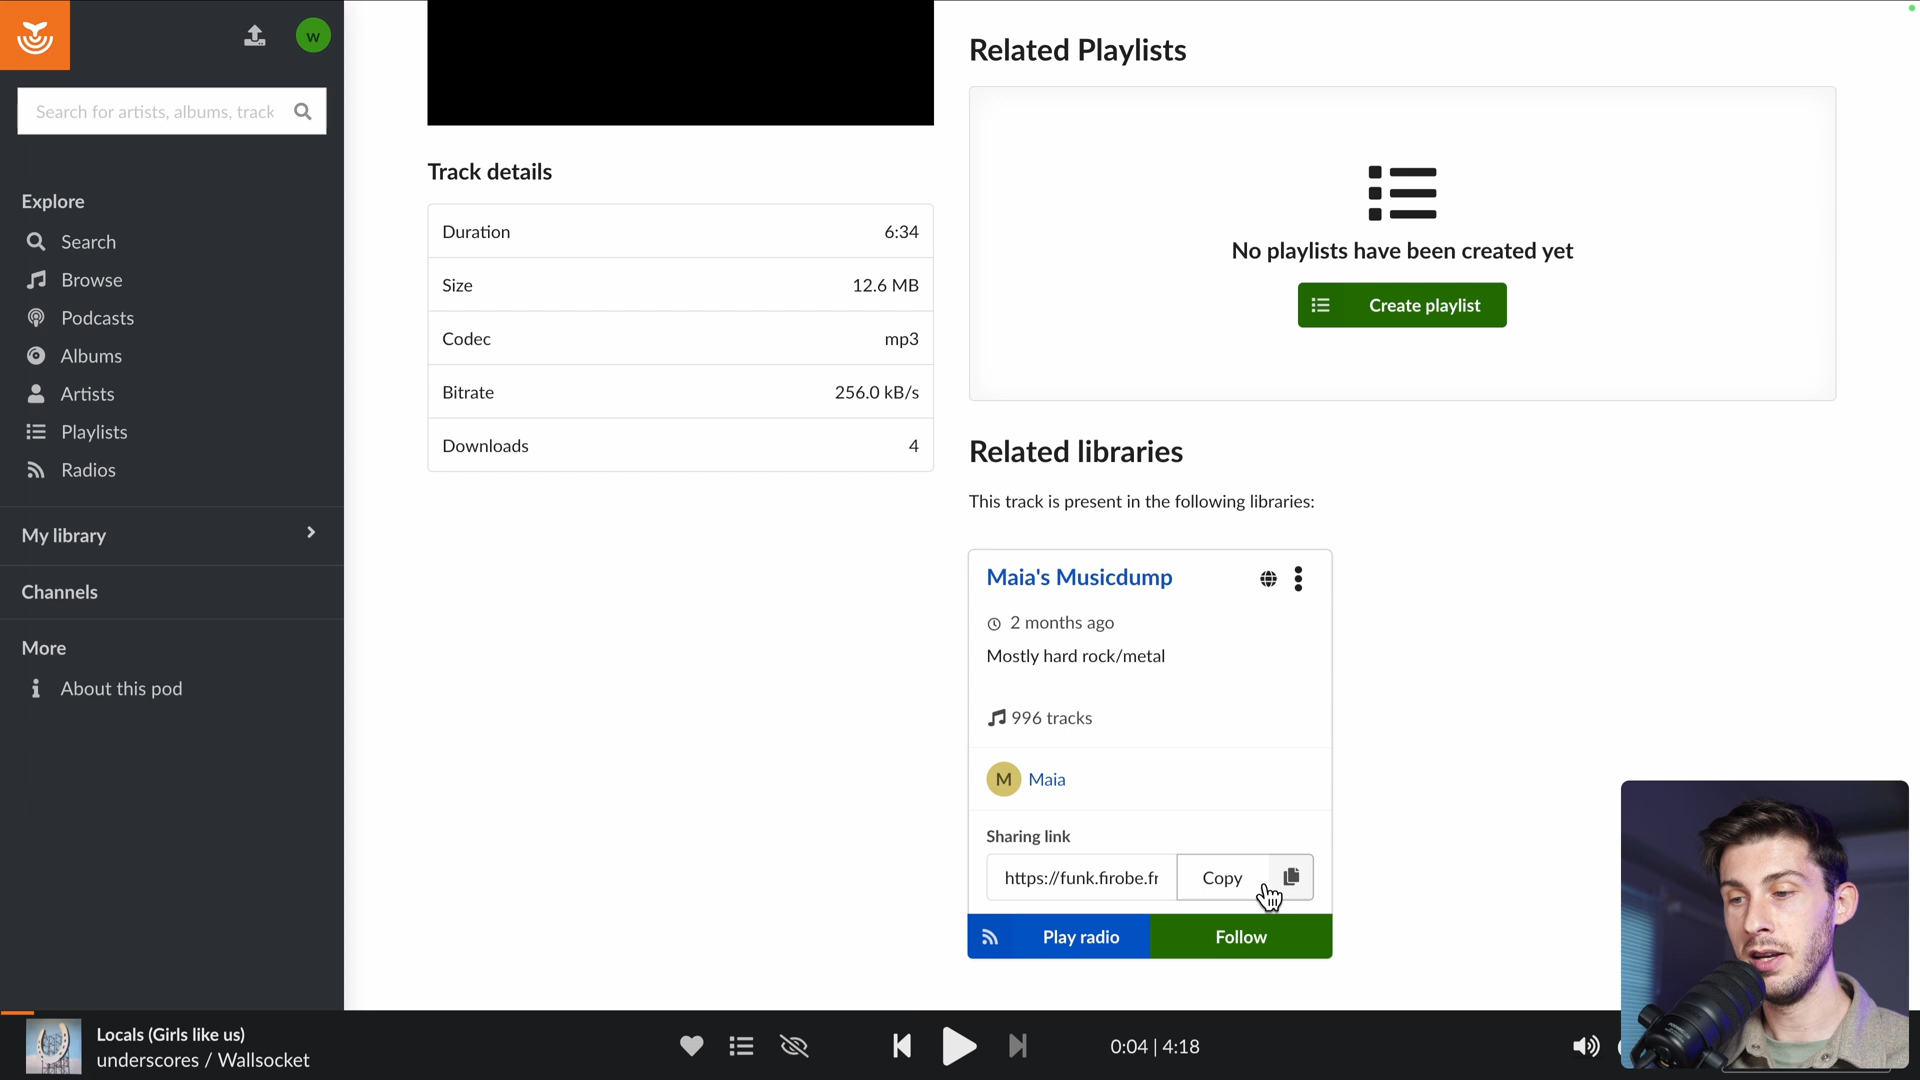 w
Search for artists, albums, track
Explore
Search
Browse
Podcasts
Albums
Artists
Playlists
Radios
My library
Channels
More
About this pod
Track details
Duration 6:34
Size 12.6 MB
Codec mp3
Bitrate 256.0 kB/s
Downloads 4
Related Playlists
No playlists have been created yet
Create playlist
Related libraries
This track is present in the following libraries:
Maia's Musicdump
2 months ago
Mostly hard rock/metal
996 tracks
M Maia
Sharing link
https://funk.firobe.fr Copy
Play radio Follow
Locals (Girls like us)
underscores / Wallsocket
0:04 | 4:18